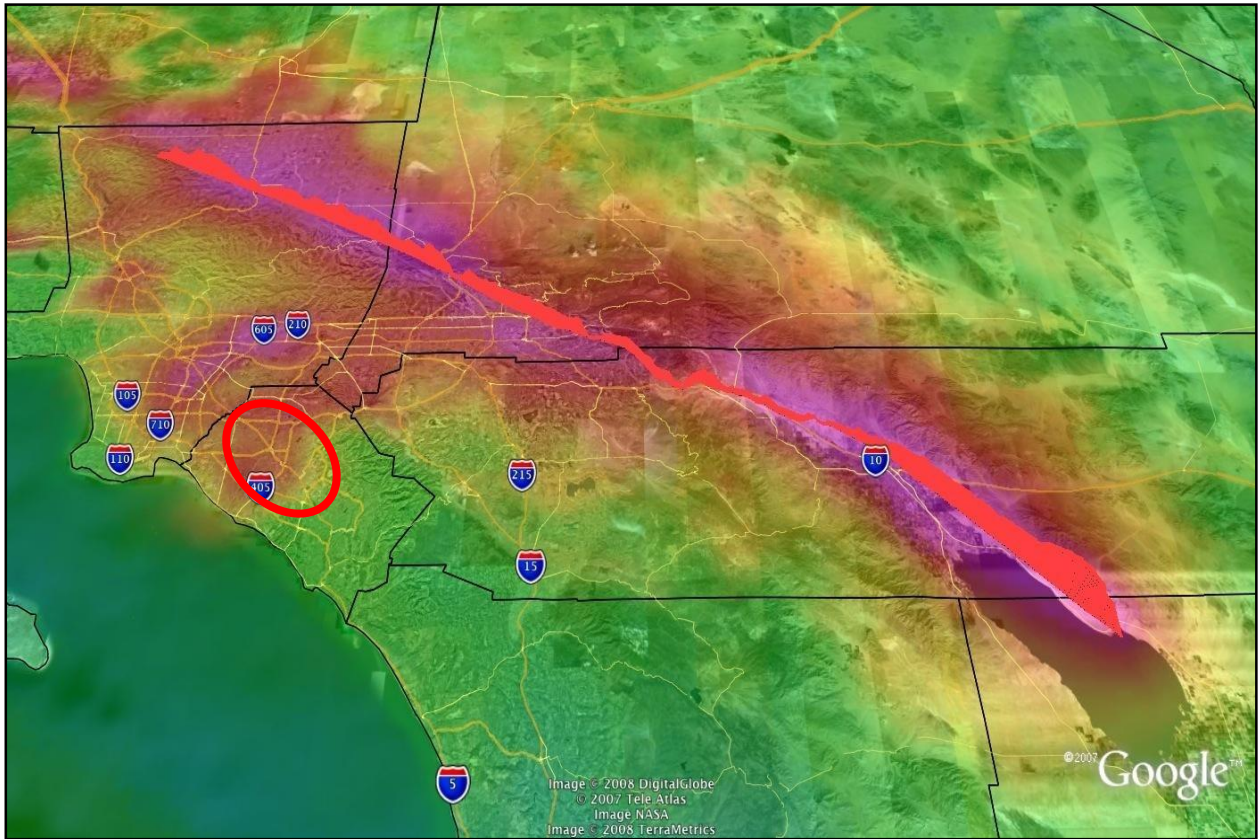 605
210
105
710
110
405
10
215
15
5
©2007 Google™
Image © 2008 DigitalGlobe
© 2007 Tele Atlas
Image NASA
Image © 2008 TerraMetrics